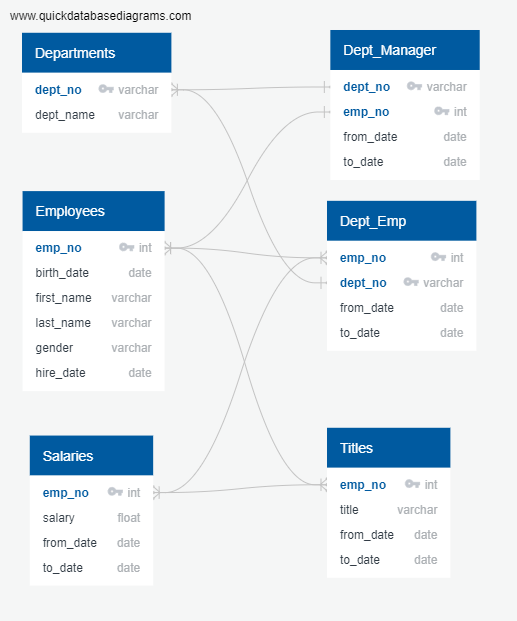 www.quickdatabasediagrams.com
Departments
dept_no varchar
dept_name varchar
Dept_Manager
dept_no varchar
emp_no int
from_date date
to_date date
Employees
emp_no int
birth_date date
first_name varchar
last_name varchar
gender varchar
hire_date date
Dept_Emp
emp_no int
dept_no varchar
from_date date
to_date date
Salaries
emp_no int
salary float
from_date date
to_date date
Titles
emp_no int
title varchar
from_date date
to_date date